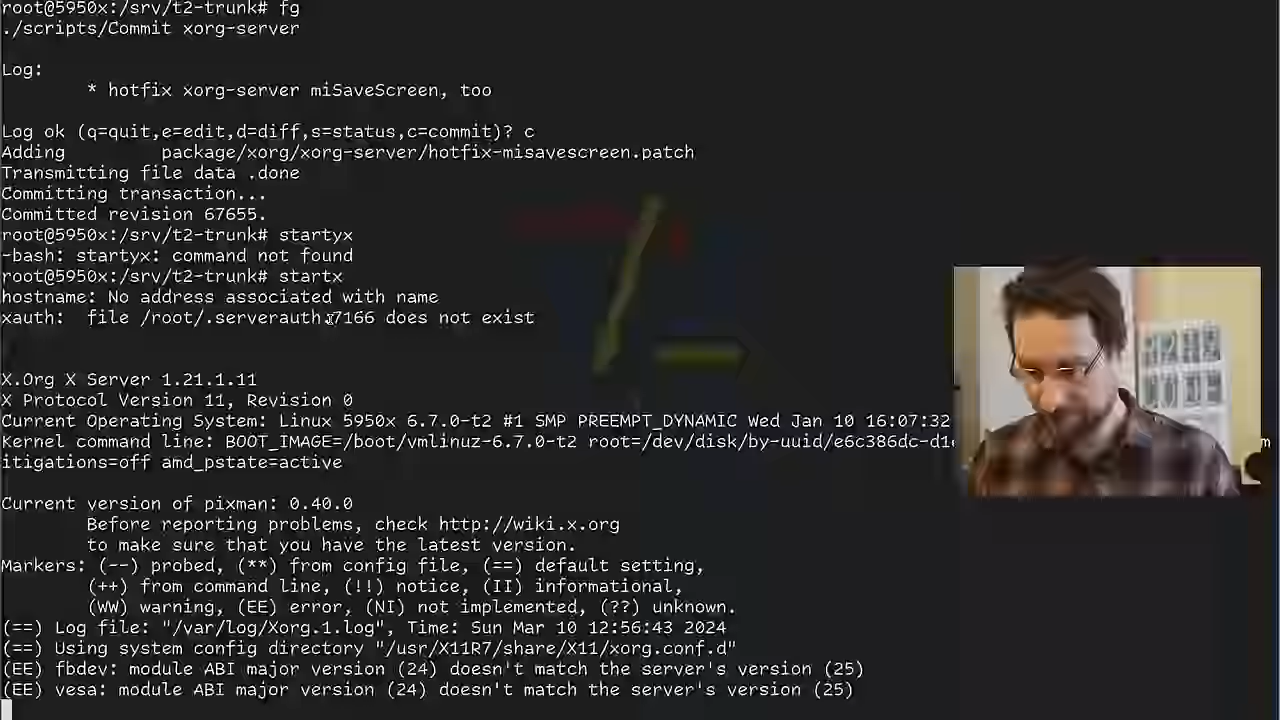 root@5950x:/srv/t2-trunk# fg
./scripts/Commit xorg-server
Log:
* hotfix xorg-server miSaveScreen, too
Log ok (q=quit,e=edit,d=diff,s=status,c=commit)? c
Adding package/xorg/xorg-server/hotfix-misavescreen.patch
Transmitting file data .done
Committing transaction...
Committed revision 67655.
root@5950x:/srv/t2-trunk# startyx
-bash: startyx: command not found
root@5950x:/srv/t2-trunk# startx
hostname: No address associated with name
xauth: file /root/.serverauth.7166 does not exist
X.Org X Server 1.21.1.11
X Protocol Version 11, Revision 0
Current Operating System: Linux 5950x 6.7.0-t2 #1 SMP PREEMPT_DYNAMIC Wed Jan 10 16:07:32
Kernel command line: BOOT_IMAGE=/boot/vmlinuz-6.7.0-t2 root=/dev/disk/by-uuid/e6c386dc-d1 m
itigations=off amd_pstate=active
Current version of pixman: 0.40.0
Before reporting problems, check http://wiki.x.org
to make sure that you have the latest version.
Markers: (--) probed, (**) from config file, (==) default setting,
(++) from command line, (!!) notice, (II) informational,
(WW) warning, (EE) error, (NI) not implemented, (??) unknown.
(==) Log file: "/var/log/Xorg.1.log", Time: Sun Mar 10 12:56:43 2024
(==) Using system config directory "/usr/X11R7/share/X11/xorg.conf.d"
(EE) fbdev: module ABI major version (24) doesn't match the server's version (25)
(EE) vesa: module ABI major version (24) doesn't match the server's version (25)